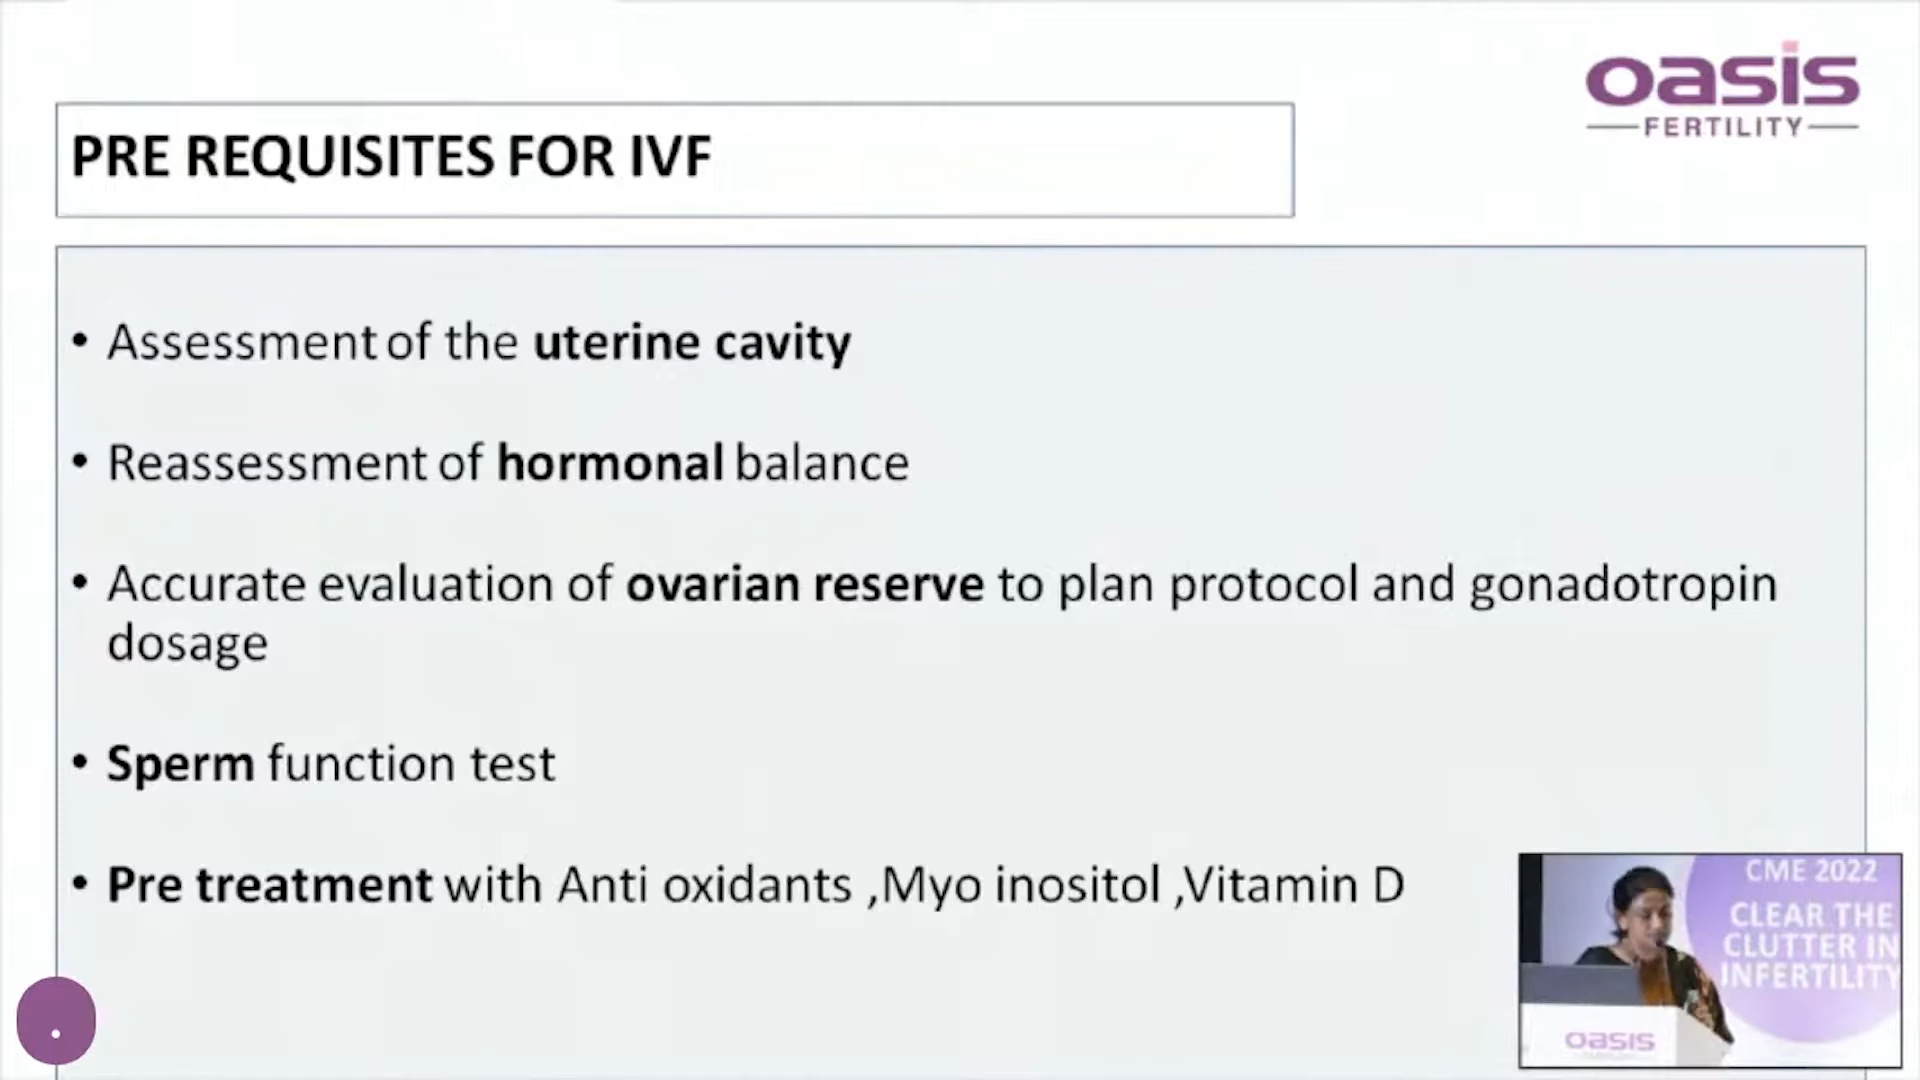 oasis
FERTILITY
PRE REQUISITES FOR IVF
• Assessment of the uterine cavity
• Reassessment of hormonal balance
• Accurate evaluation of ovarian reserve to plan protocol and gonadotropin
dosage
• Sperm function test
• Pre treatment with Anti oxidants ,Myo inositol ,Vitamin D
CME 2022
CLEAR THE
CLUTTER IN
INFERTILITY
oasis